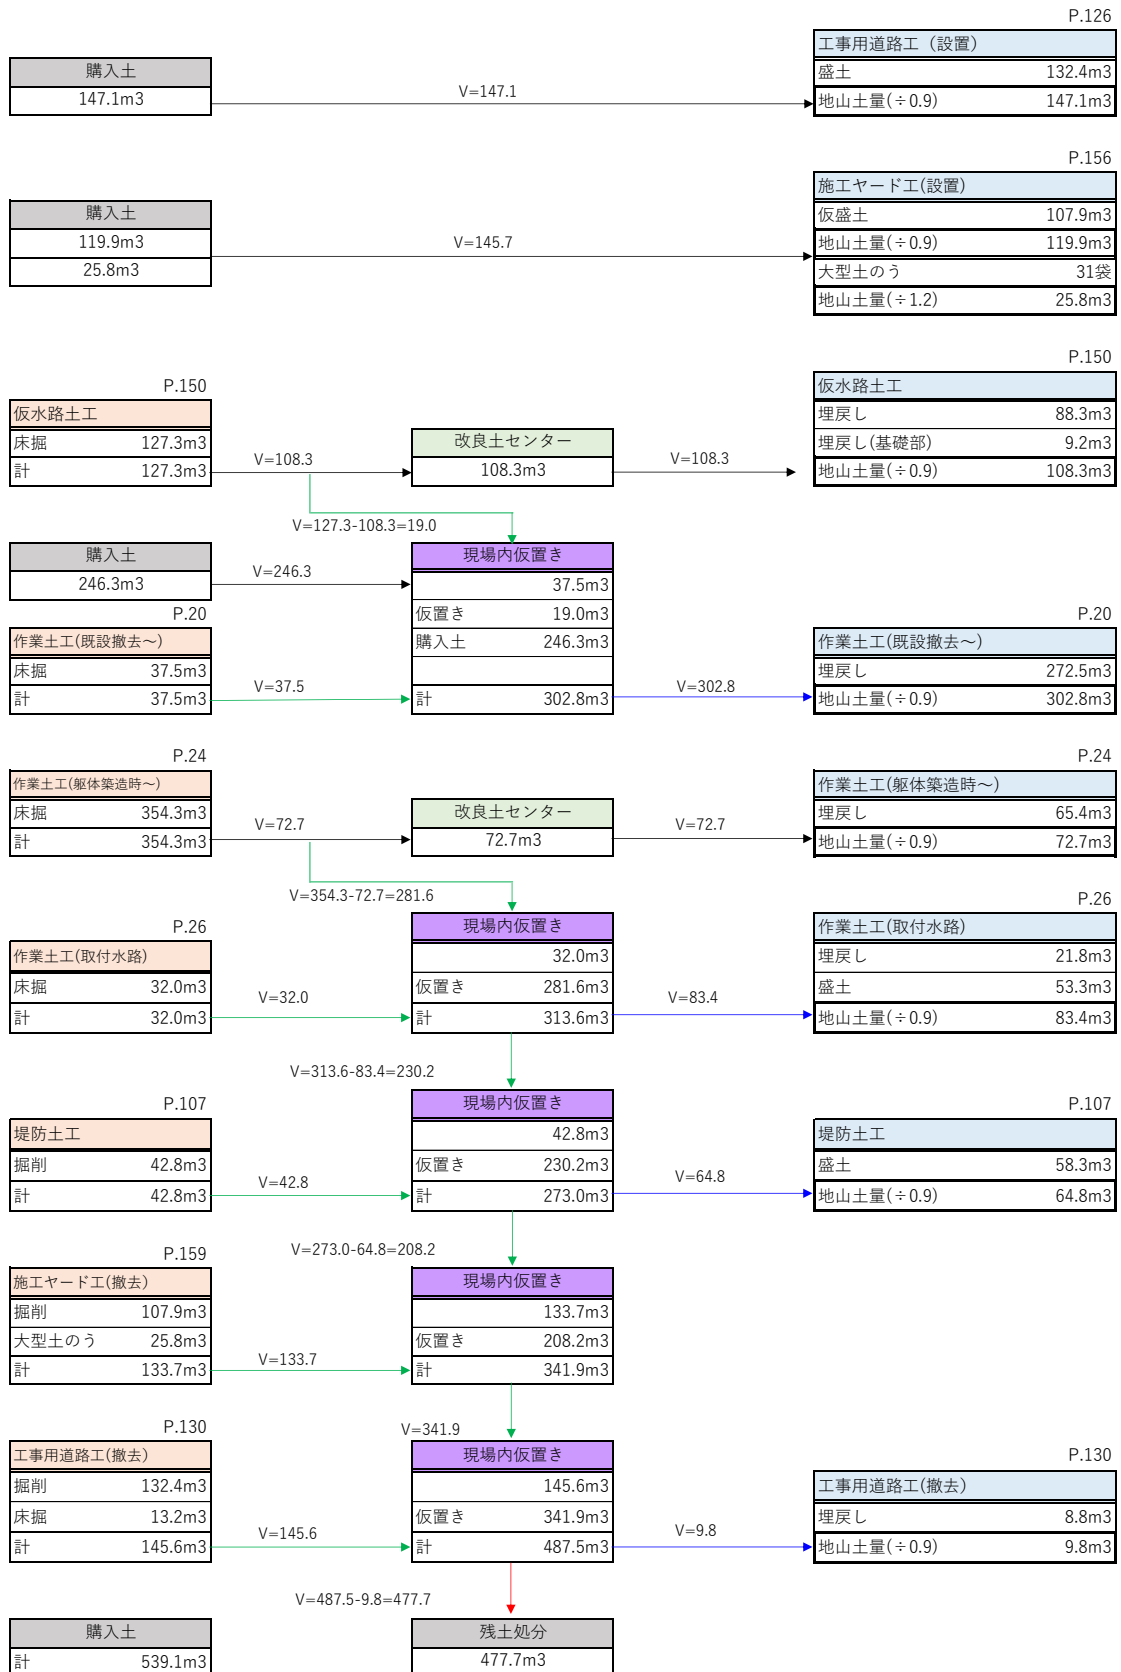 P.126
工事用道路工（設置）
購入土
盛土 132.4m3
147.1m3
V=147.1
地山土量(÷0.9) 147.1m3
P.156
施工ヤード工(設置)
購入土
仮盛土 107.9m3
119.9m3
V=145.7
地山土量(÷0.9) 119.9m3
25.8m3
大型土のう 31袋
地山土量(÷1.2) 25.8m3
P.150
P.150
仮水路土工
仮水路土工
埋戻し 88.3m3
床掘 127.3m3
V=108.3
改良土センター
V=108.3
埋戻し(基礎部) 9.2m3
計 127.3m3
108.3m3
地山土量(÷0.9) 108.3m3
V=127.3-108.3=19.0
購入土
現場内仮置き
246.3m3
V=246.3
37.5m3
P.20
仮置き 19.0m3
P.20
作業土工(既設撤去～)
購入土 246.3m3
作業土工(既設撤去～)
床掘 37.5m3
V=37.5
V=302.8
埋戻し 272.5m3
計 37.5m3
計 302.8m3
地山土量(÷0.9) 302.8m3
P.24
P.24
作業土工(躯体築造時～)
作業土工(躯体築造時～)
床掘 354.3m3
V=72.7
改良土センター
V=72.7
埋戻し 65.4m3
計 354.3m3
72.7m3
地山土量(÷0.9) 72.7m3
V=354.3-72.7=281.6
P.26
P.26
現場内仮置き
作業土工(取付水路)
作業土工(取付水路)
32.0m3
埋戻し 21.8m3
床掘 32.0m3
V=32.0
仮置き 281.6m3
V=83.4
盛土 53.3m3
計 32.0m3
計 313.6m3
地山土量(÷0.9) 83.4m3
V=313.6-83.4=230.2
P.107
現場内仮置き
P.107
堤防土工
42.8m3
堤防土工
掘削 42.8m3
V=42.8
仮置き 230.2m3
V=64.8
盛土 58.3m3
計 42.8m3
計 273.0m3
地山土量(÷0.9) 64.8m3
V=273.0-64.8=208.2
P.159
施工ヤード工(撤去）
現場内仮置き
掘削 107.9m3
133.7m3
大型土のう 25.8m3
V=133.7
仮置き 208.2m3
計 133.7m3
計 341.9m3
V=341.9
P.130
工事用道路工(撤去）
現場内仮置き
P.130
掘削 132.4m3
145.6m3
工事用道路工(撤去）
床掘 13.2m3
V=145.6
仮置き 341.9m3
V=9.8
埋戻し 8.8m3
計 145.6m3
計 487.5m3
地山土量(÷0.9) 9.8m3
V=487.5-9.8=477.7
購入土
残土処分
計 539.1m3
477.7m3